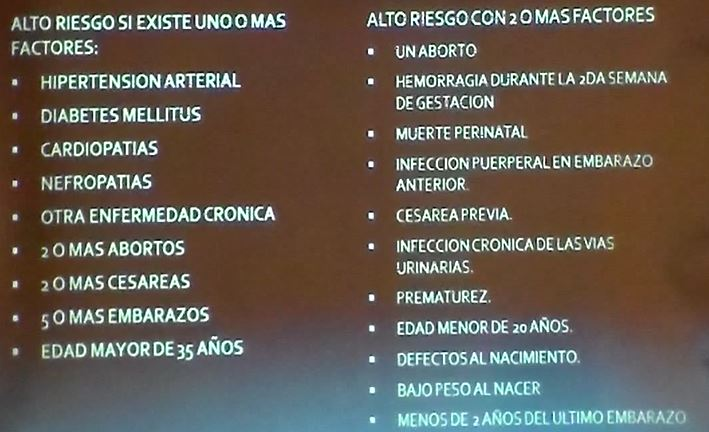 ALTO RIESGO SI EXISTE UNO O MAS
FACTORES:
HIPERTENSION ARTERIAL
DIABETES MELLITUS
CARDIOPATIAS
NEFROPATIAS
OTRA ENFERMEDAD CRONICA
2 O MAS ABORTOS
2 O MAS CESAREAS
5 O MAS EMBARAZOS
EDAD MAYOR DE 35 AÑOS
ALTO RIESGO CON 2 O MAS FACTORES
UN ABORTO
HEMORRAGIA DURANTE LA 2DA SEMANA
DE GESTACION
MUERTE PERINATAL
INFECCION PUERPERAL EN EMBARAZO
ANTERIOR.
CESAREA PREVIA.
INFECCION CRONICA DE LAS VIAS
URINARIAS.
PREMATUREZ.
EDAD MENOR DE 20 AÑOS.
DEFECTOS AL NACIMIENTO.
BAJO PESO AL NACER
MENOS DE 2 AÑOS DEL ULTIMO EMBARAZO